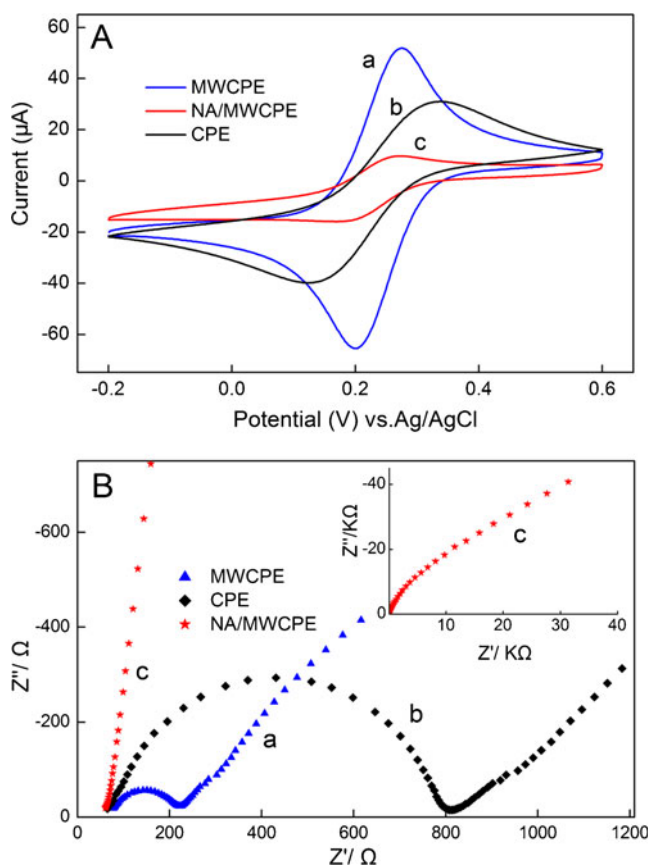 A
MWCPE
NA/MWCPE
CPE
a
b
c
Current (µA)
60
40
20
0
-20
-40
-60
-0.2 0.0 0.2 0.4 0.6
Potential (V) vs.Ag/AgCl
B
MWCPE
CPE
NA/MWCPE
c
a
b
Z''/ Ω
-600
-400
-200
0
0 200 400 600 800 1000 1200
Z'/ Ω
Z''/KΩ
-40
-20
0
c
0 10 20 30 40
Z'/ KΩ